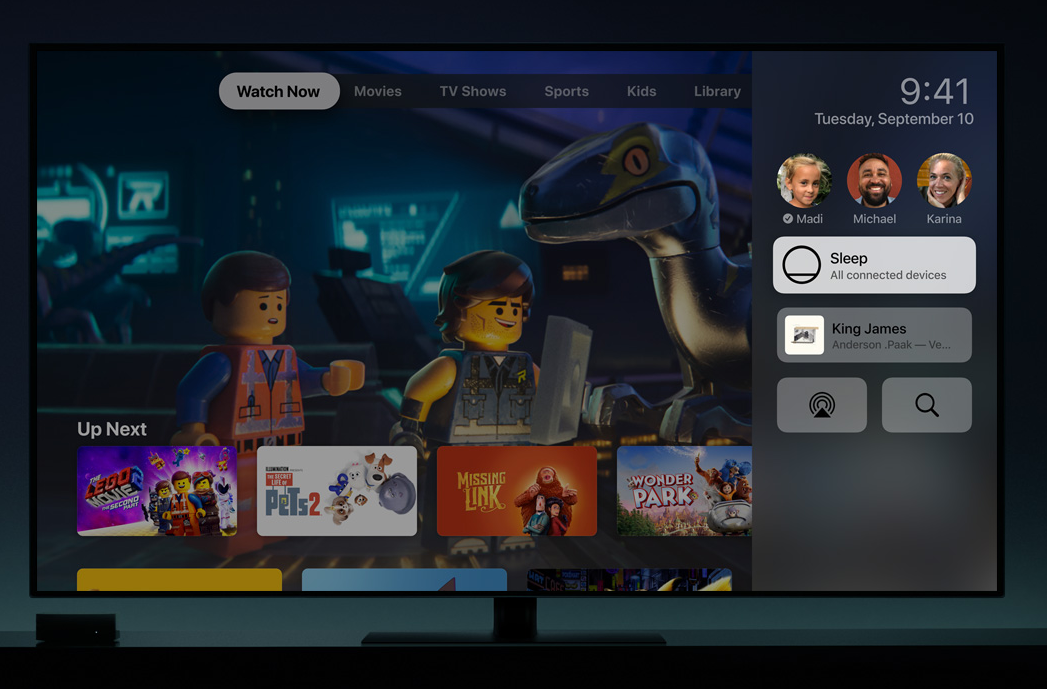 Watch Now
Movies
TV Shows
Sports
Kids
Library
9:41
Tuesday, September 10
Madi
Michael
Karina
Sleep
All connected devices
King James
Anderson .Paak — Ve...
Up Next
THE
LEGO
MOVIE 2
THE SECOND PART
ILLUMINATION PRESENTS
THE SECRET
LIFE OF
PETS 2
MISSING
LINK
WONDER
PARK